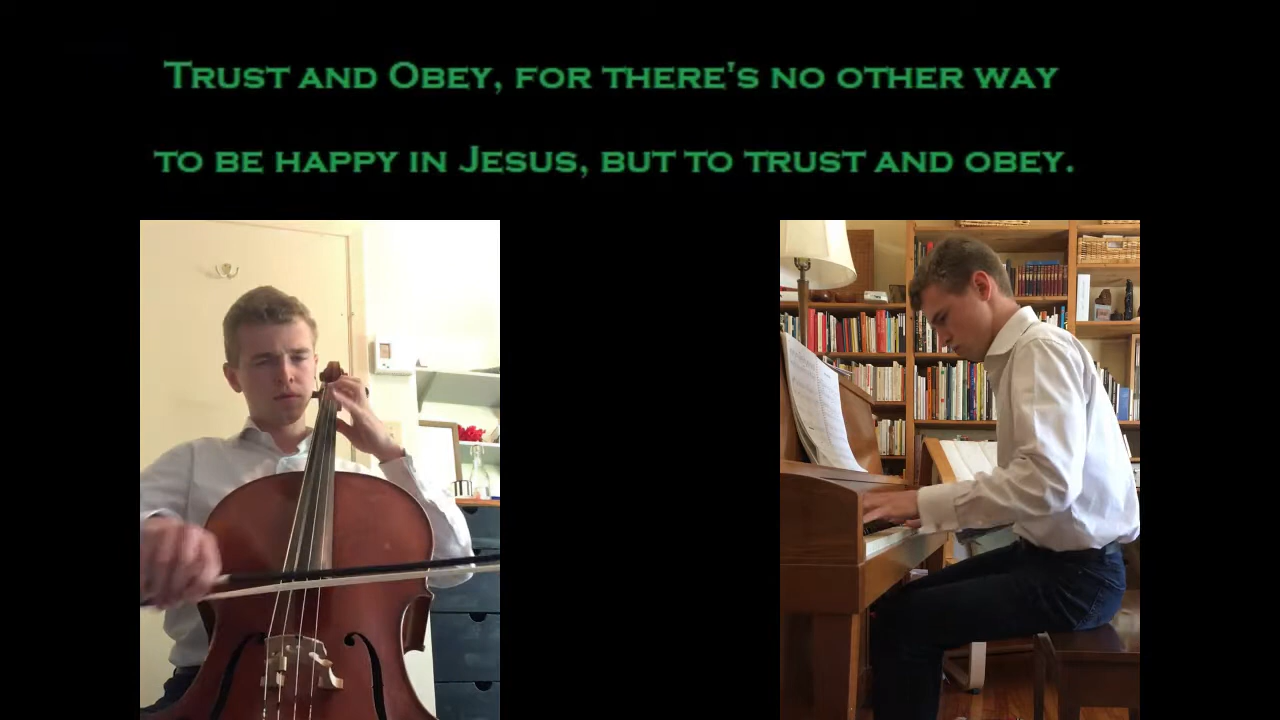 Trust and Obey, for there's no other way
to be happy in Jesus, but to trust and obey.